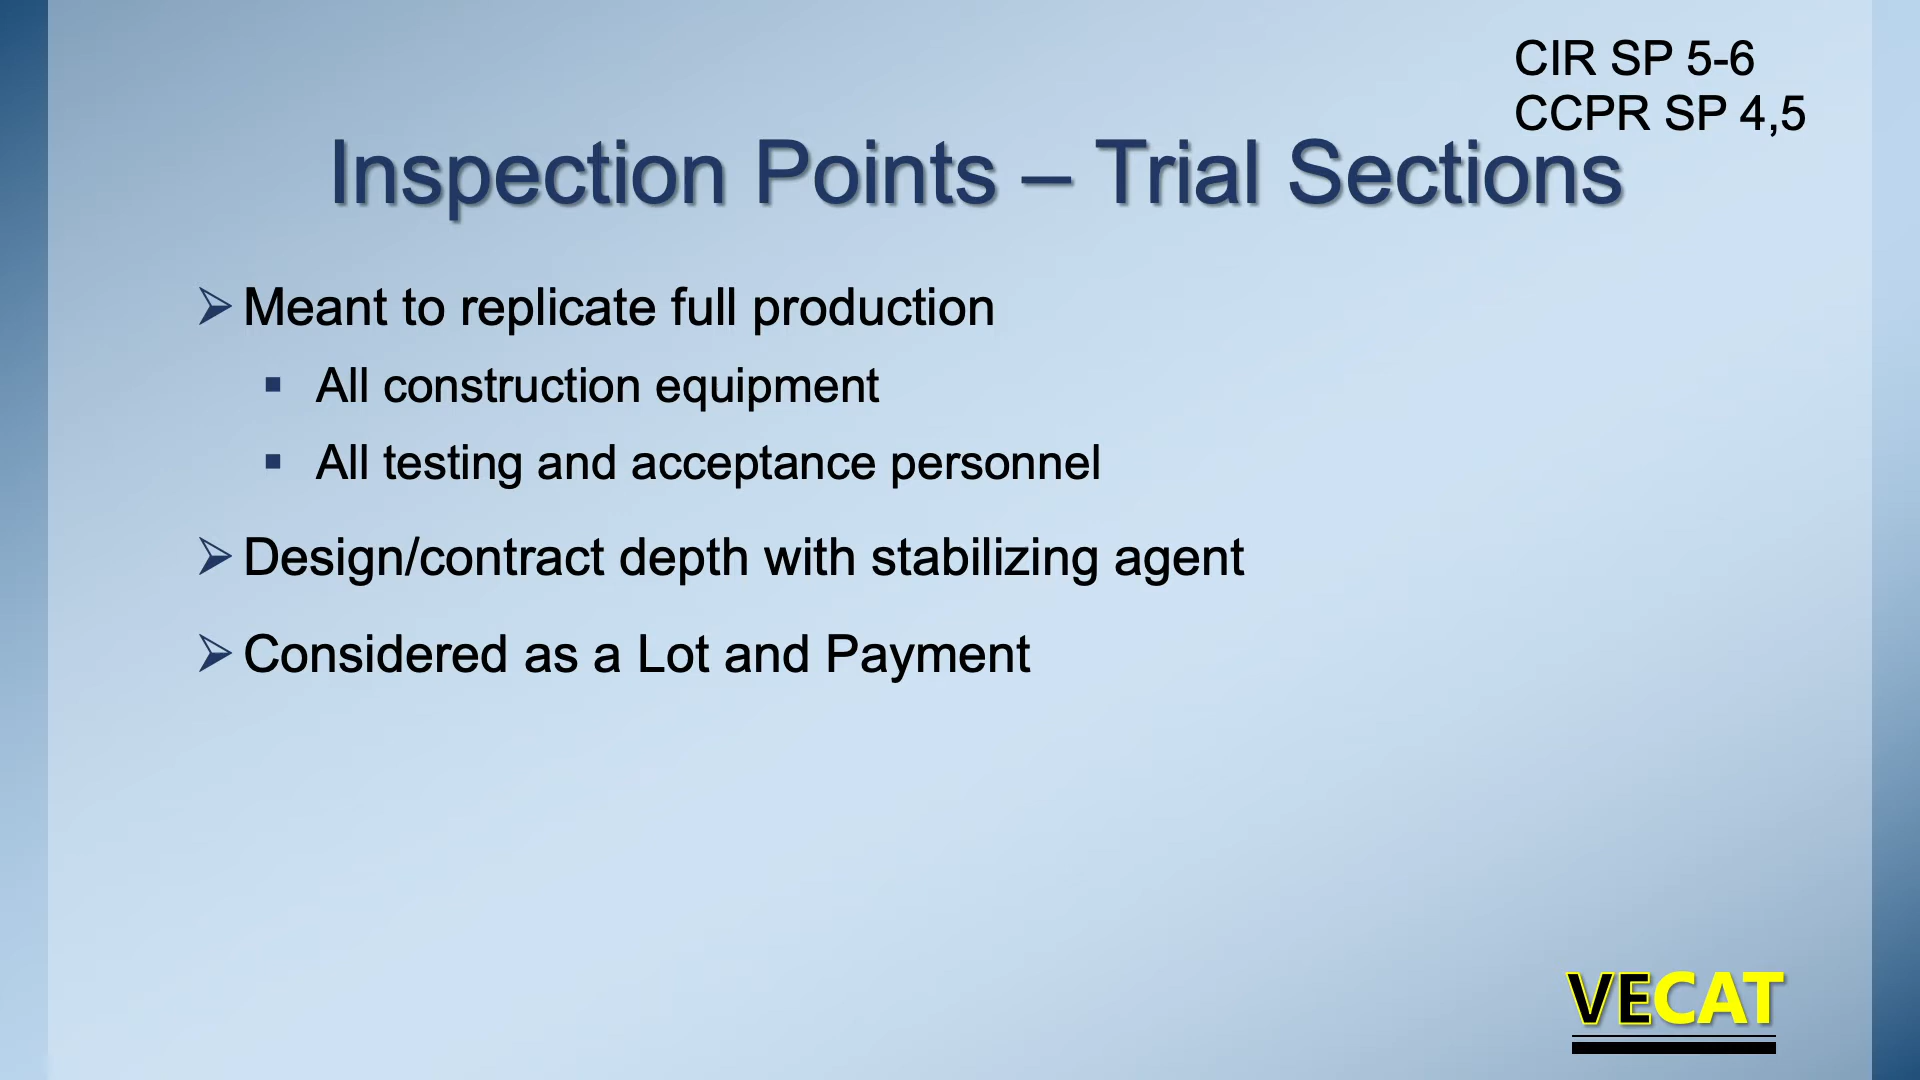 CIR SP 5-6
CCPR SP 4,5
Inspection Points – Trial Sections
Meant to replicate full production
All construction equipment
All testing and acceptance personnel
Design/contract depth with stabilizing agent
Considered as a Lot and Payment
VECAT